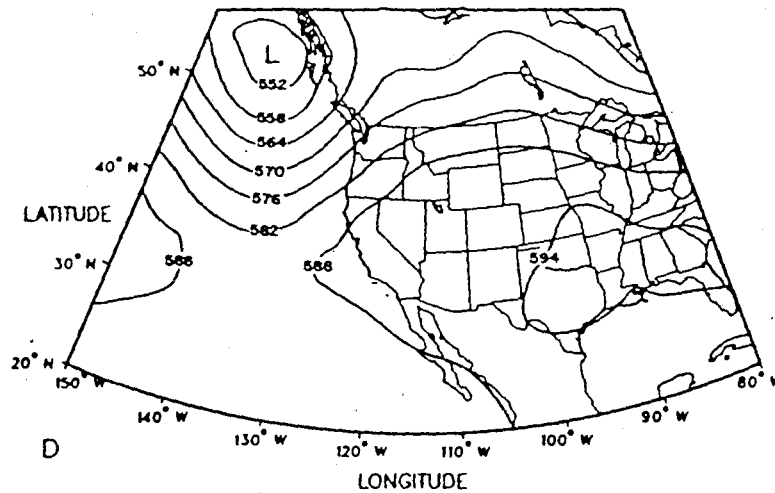 L
50° N
552
558
564
570
40° N
576
LATITUDE
582
30° N
588
588
594
20° N
150° W
80° W
140° W
90° W
130° W
120° W
110° W
100° W
D
LONGITUDE